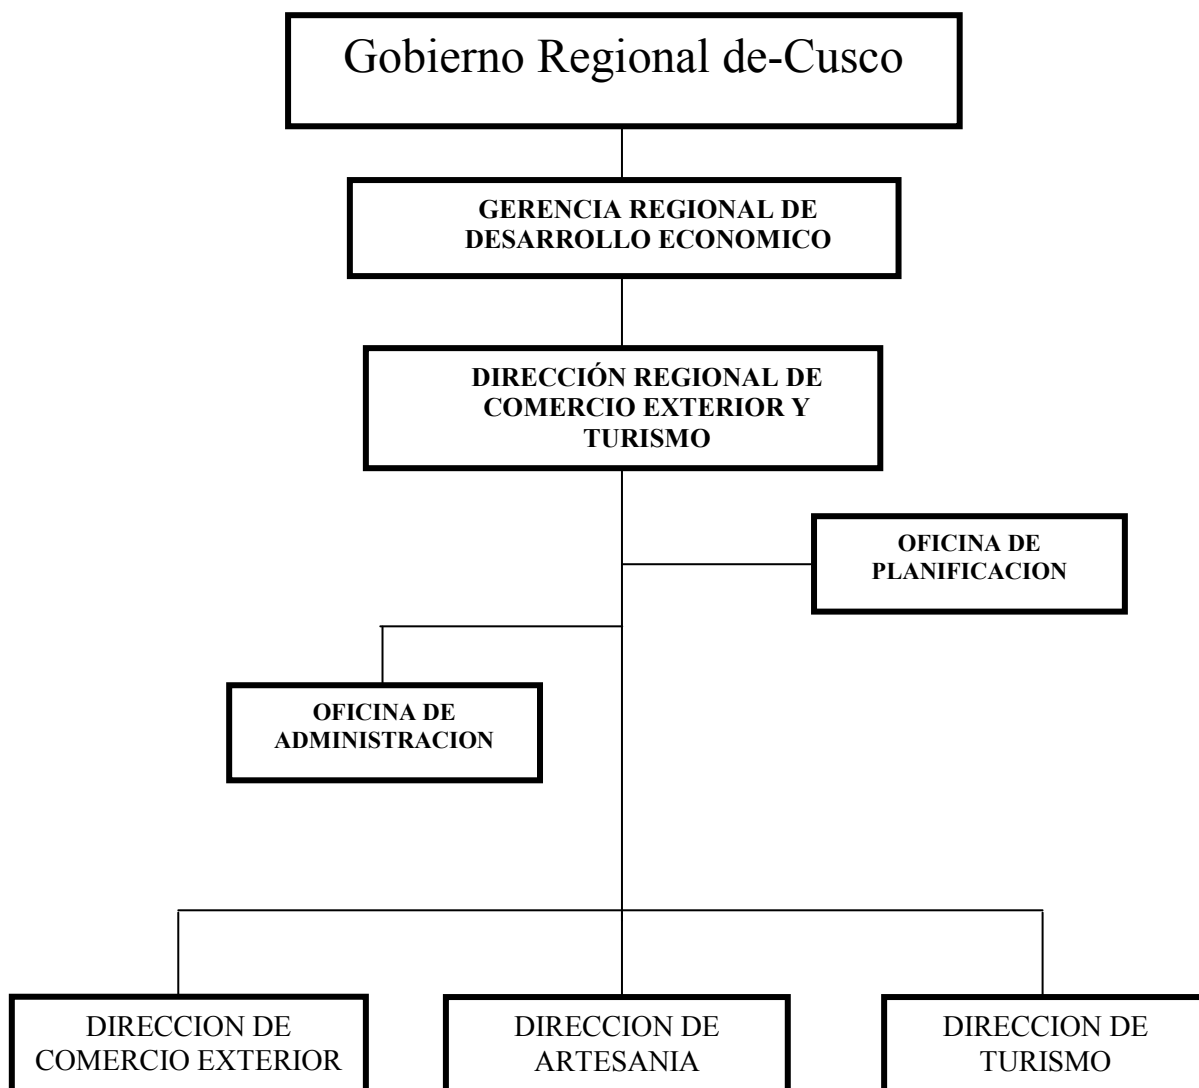 Gobierno Regional de-Cusco
GERENCIA REGIONAL DE
DESARROLLO ECONOMICO
DIRECCIÓN REGIONAL DE
COMERCIO EXTERIOR Y
TURISMO
OFICINA DE
PLANIFICACION
OFICINA DE
ADMINISTRACION
DIRECCION DE
COMERCIO EXTERIOR
DIRECCION DE
ARTESANIA
DIRECCION DE
TURISMO